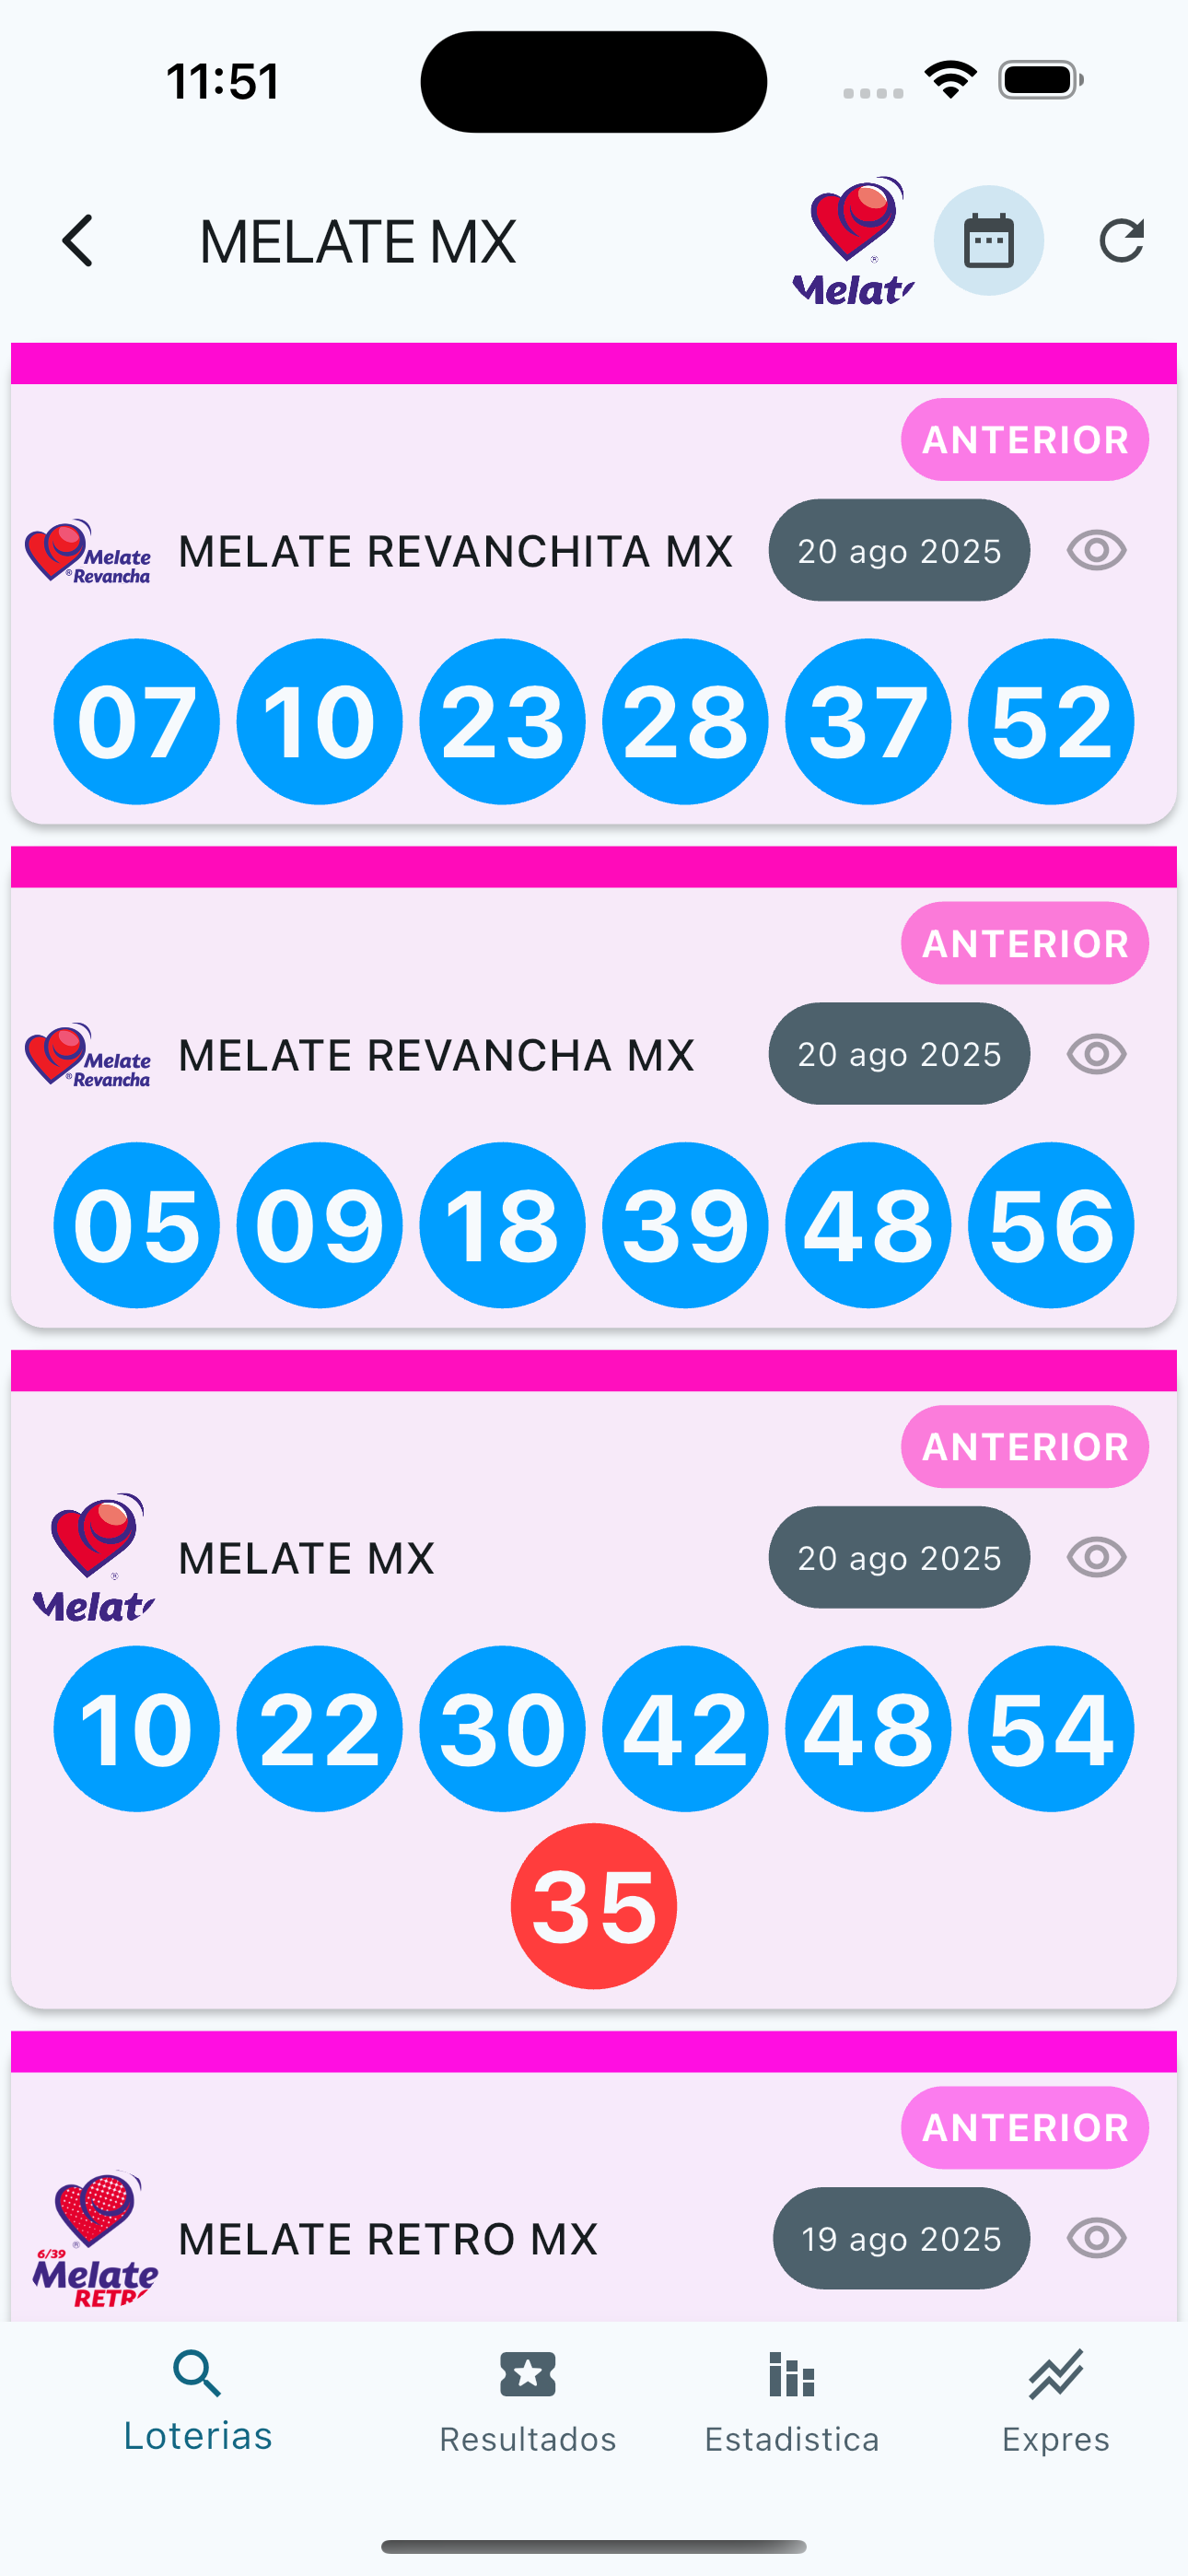 11:51
MELATE MX
Melate
ANTERIOR
Melate
Revancha
MELATE REVANCHITA MX
20 ago 2025
07 10 23 28 37 52
ANTERIOR
Melate
Revancha
MELATE REVANCHA MX
20 ago 2025
05 09 18 39 48 56
ANTERIOR
Melate
MELATE MX
20 ago 2025
10 22 30 42 48 54
35
ANTERIOR
6/39
Melate
RETR
MELATE RETRO MX
19 ago 2025
Loterias
Resultados
Estadistica
Expres